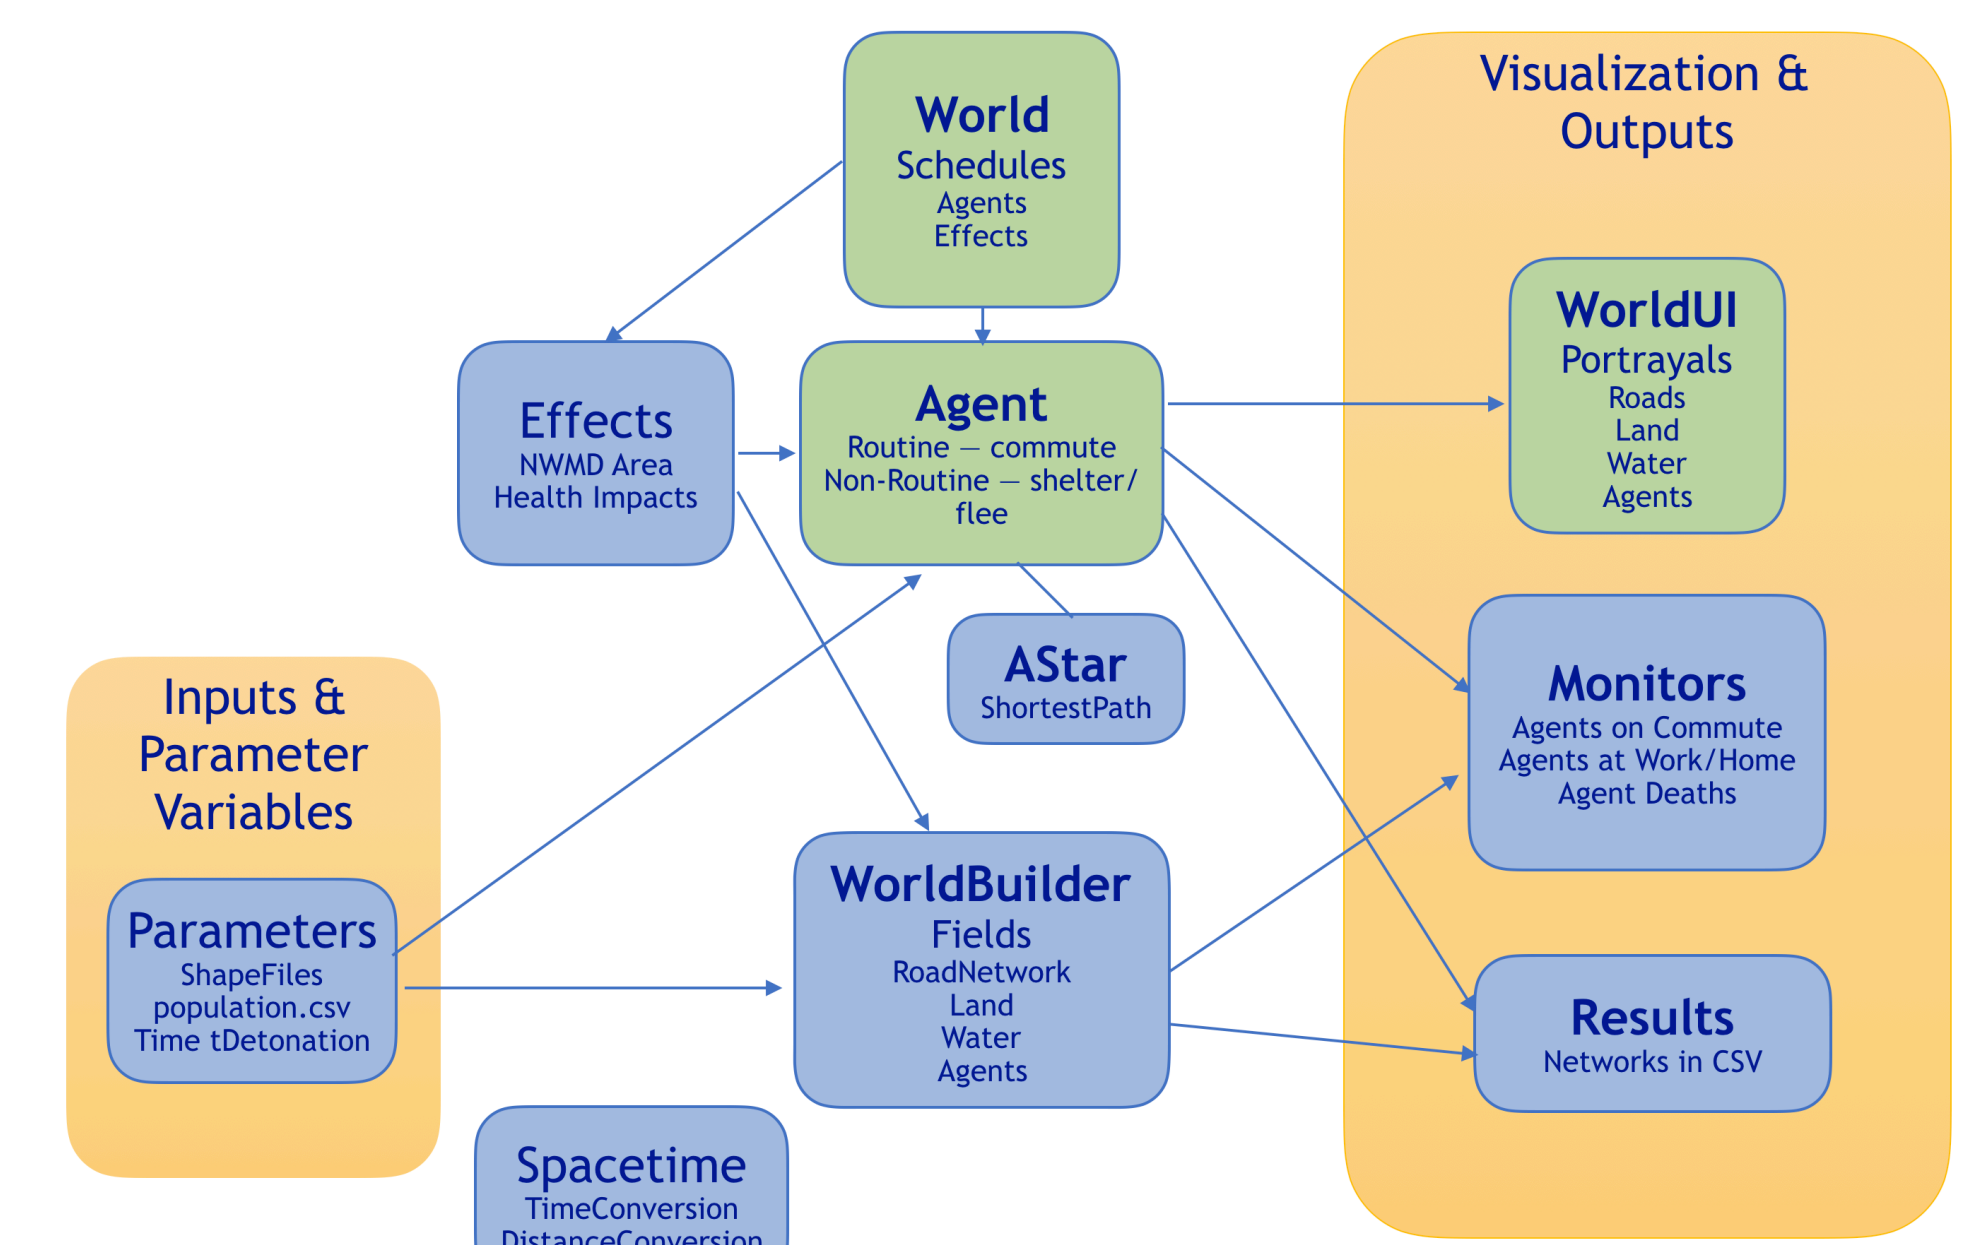 World
Schedules
Agents
Effects
Visualization &
Outputs
WorldUI
Portrayals
Roads
Land
Water
Agents
Effects
NWMD Area
Health Impacts
Agent
Routine – commute
Non-Routine – shelter/
flee
AStar
ShortestPath
Monitors
Agents on Commute
Agents at Work/Home
Agent Deaths
Inputs &
Parameter
Variables
Parameters
ShapeFiles
population.csv
Time tDetonation
WorldBuilder
Fields
RoadNetwork
Land
Water
Agents
Results
Networks in CSV
Spacetime
TimeConversion
DistanceConversion